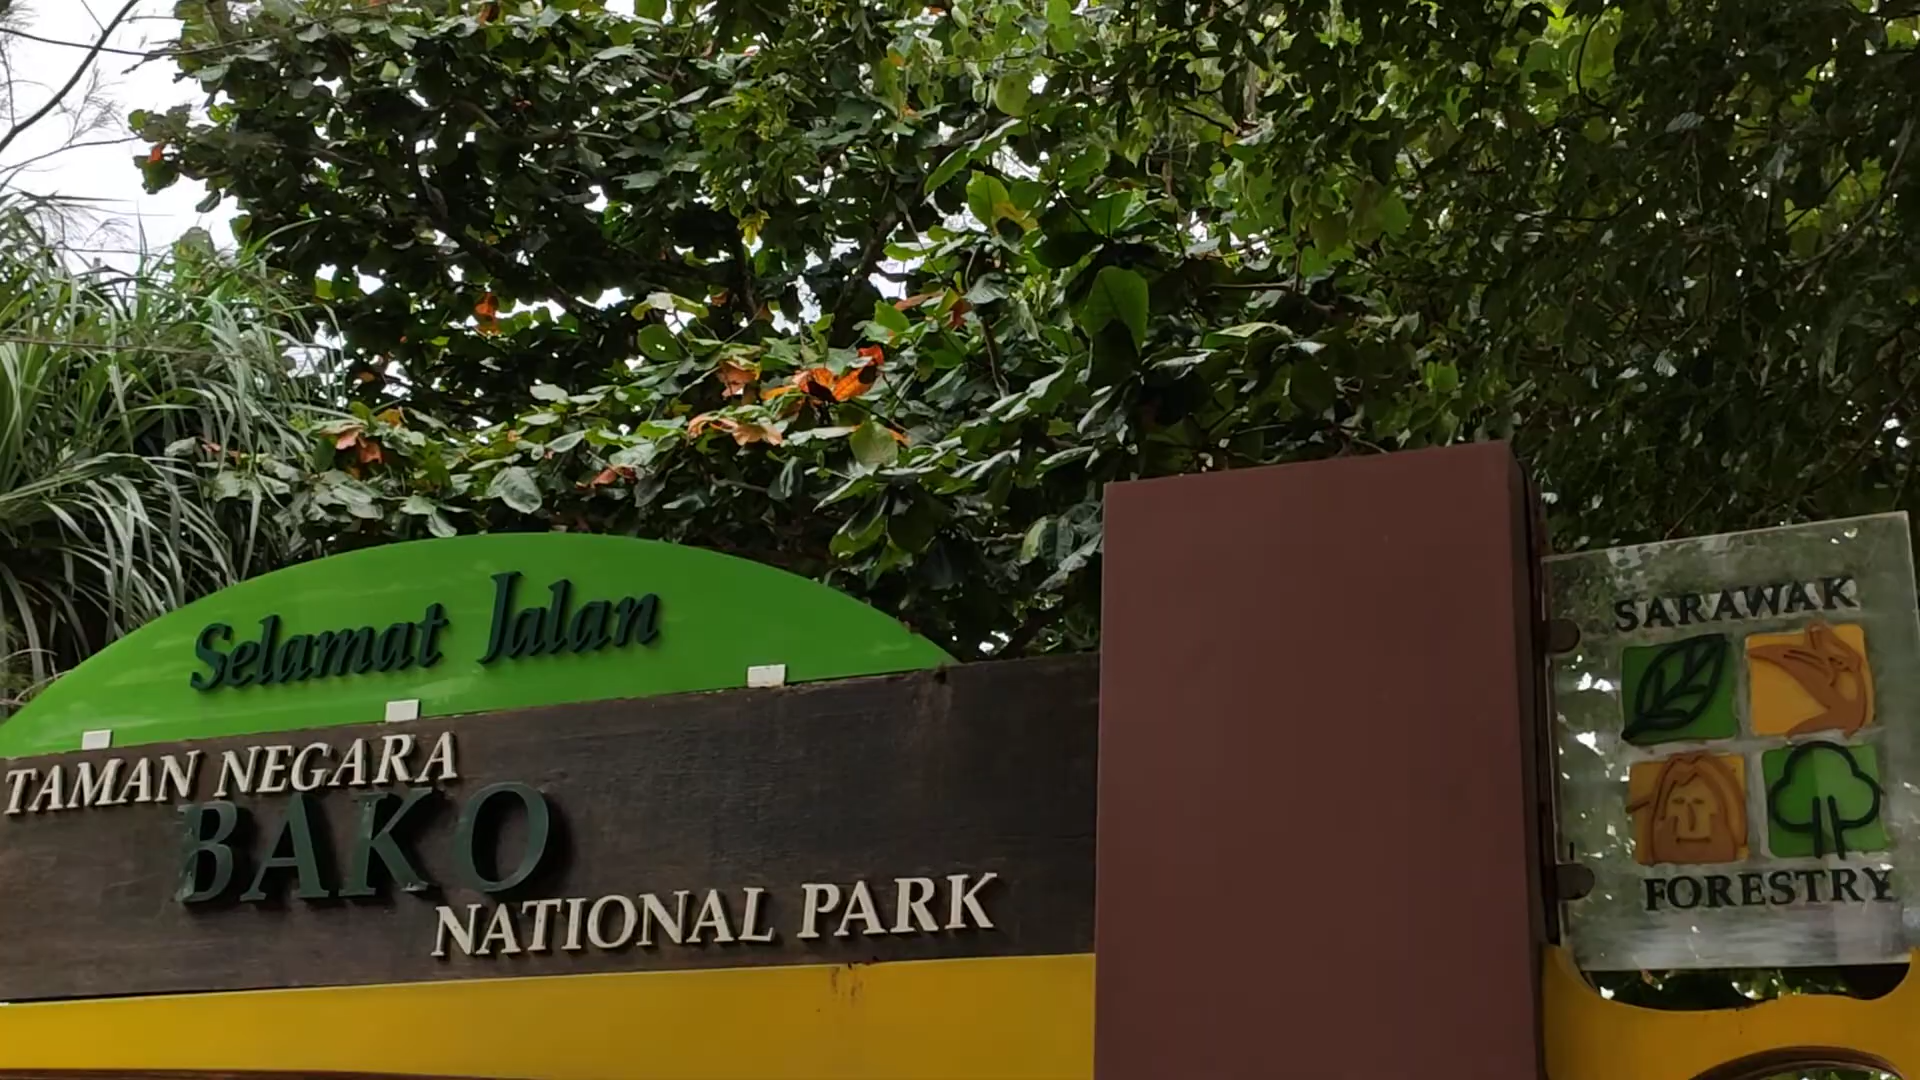 Selamat Jalan
TAMAN NEGARA
BAKO
NATIONAL PARK
SARAWAK
FORESTRY